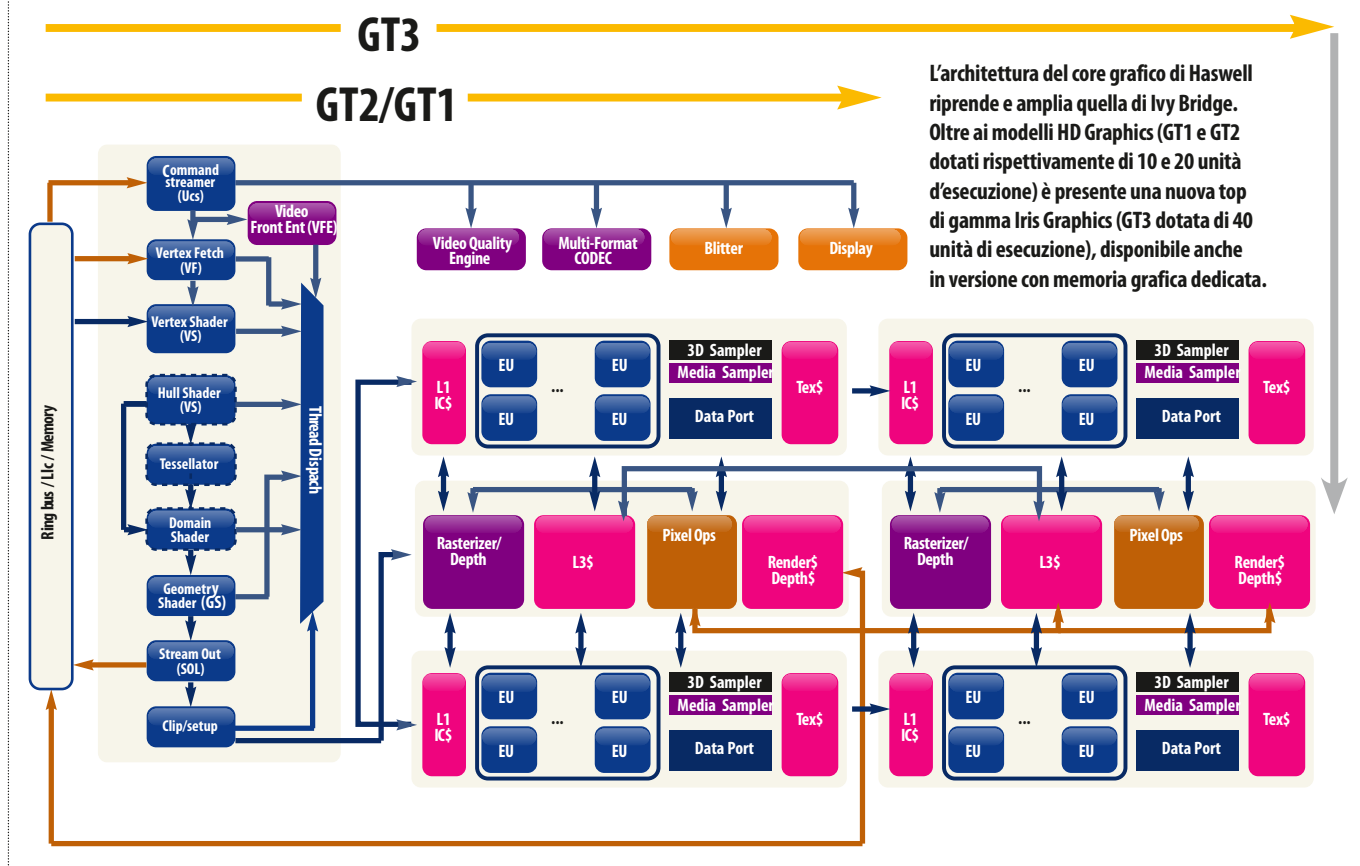 GT3
GT2/GT1
L'architettura del core grafico di Haswell
riprende e amplia quella di Ivy Bridge.
Oltre ai modelli HD Graphics (GT1 e GT2
dotati rispettivamente di 10 e 20 unità
d'esecuzione) è presente una nuova top
di gamma Iris Graphics (GT3 dotata di 40
unità di esecuzione), disponibile anche
in versione con memoria grafica dedicata.
Ring bus / Llc / Memory
Command
streamer
(Ucs)
Video
Front Ent (VFE)
Vertex Fetch
(VF)
Vertex Shader
(VS)
Hull Shader
(VS)
Tessellator
Domain
Shader
Geometry
Shader (GS)
Stream Out
(SOL)
Clip/setup
Thread Dispach
Video Quality
Engine
Multi-Format
CODEC
Blitter
Display
L1
IC$
EU
EU
...
EU
EU
3D Sampler
Media Sampler
Data Port
Tex$
L1
IC$
EU
EU
...
EU
EU
3D Sampler
Media Sampler
Data Port
Tex$
Rasterizer/
Depth
L3$
Pixel Ops
Render$
Depth$
Rasterizer/
Depth
L3$
Pixel Ops
Render$
Depth$
L1
IC$
EU
EU
...
EU
EU
3D Sampler
Media Sampler
Data Port
Tex$
L1
IC$
EU
EU
...
EU
EU
3D Sampler
Media Sampler
Data Port
Tex$